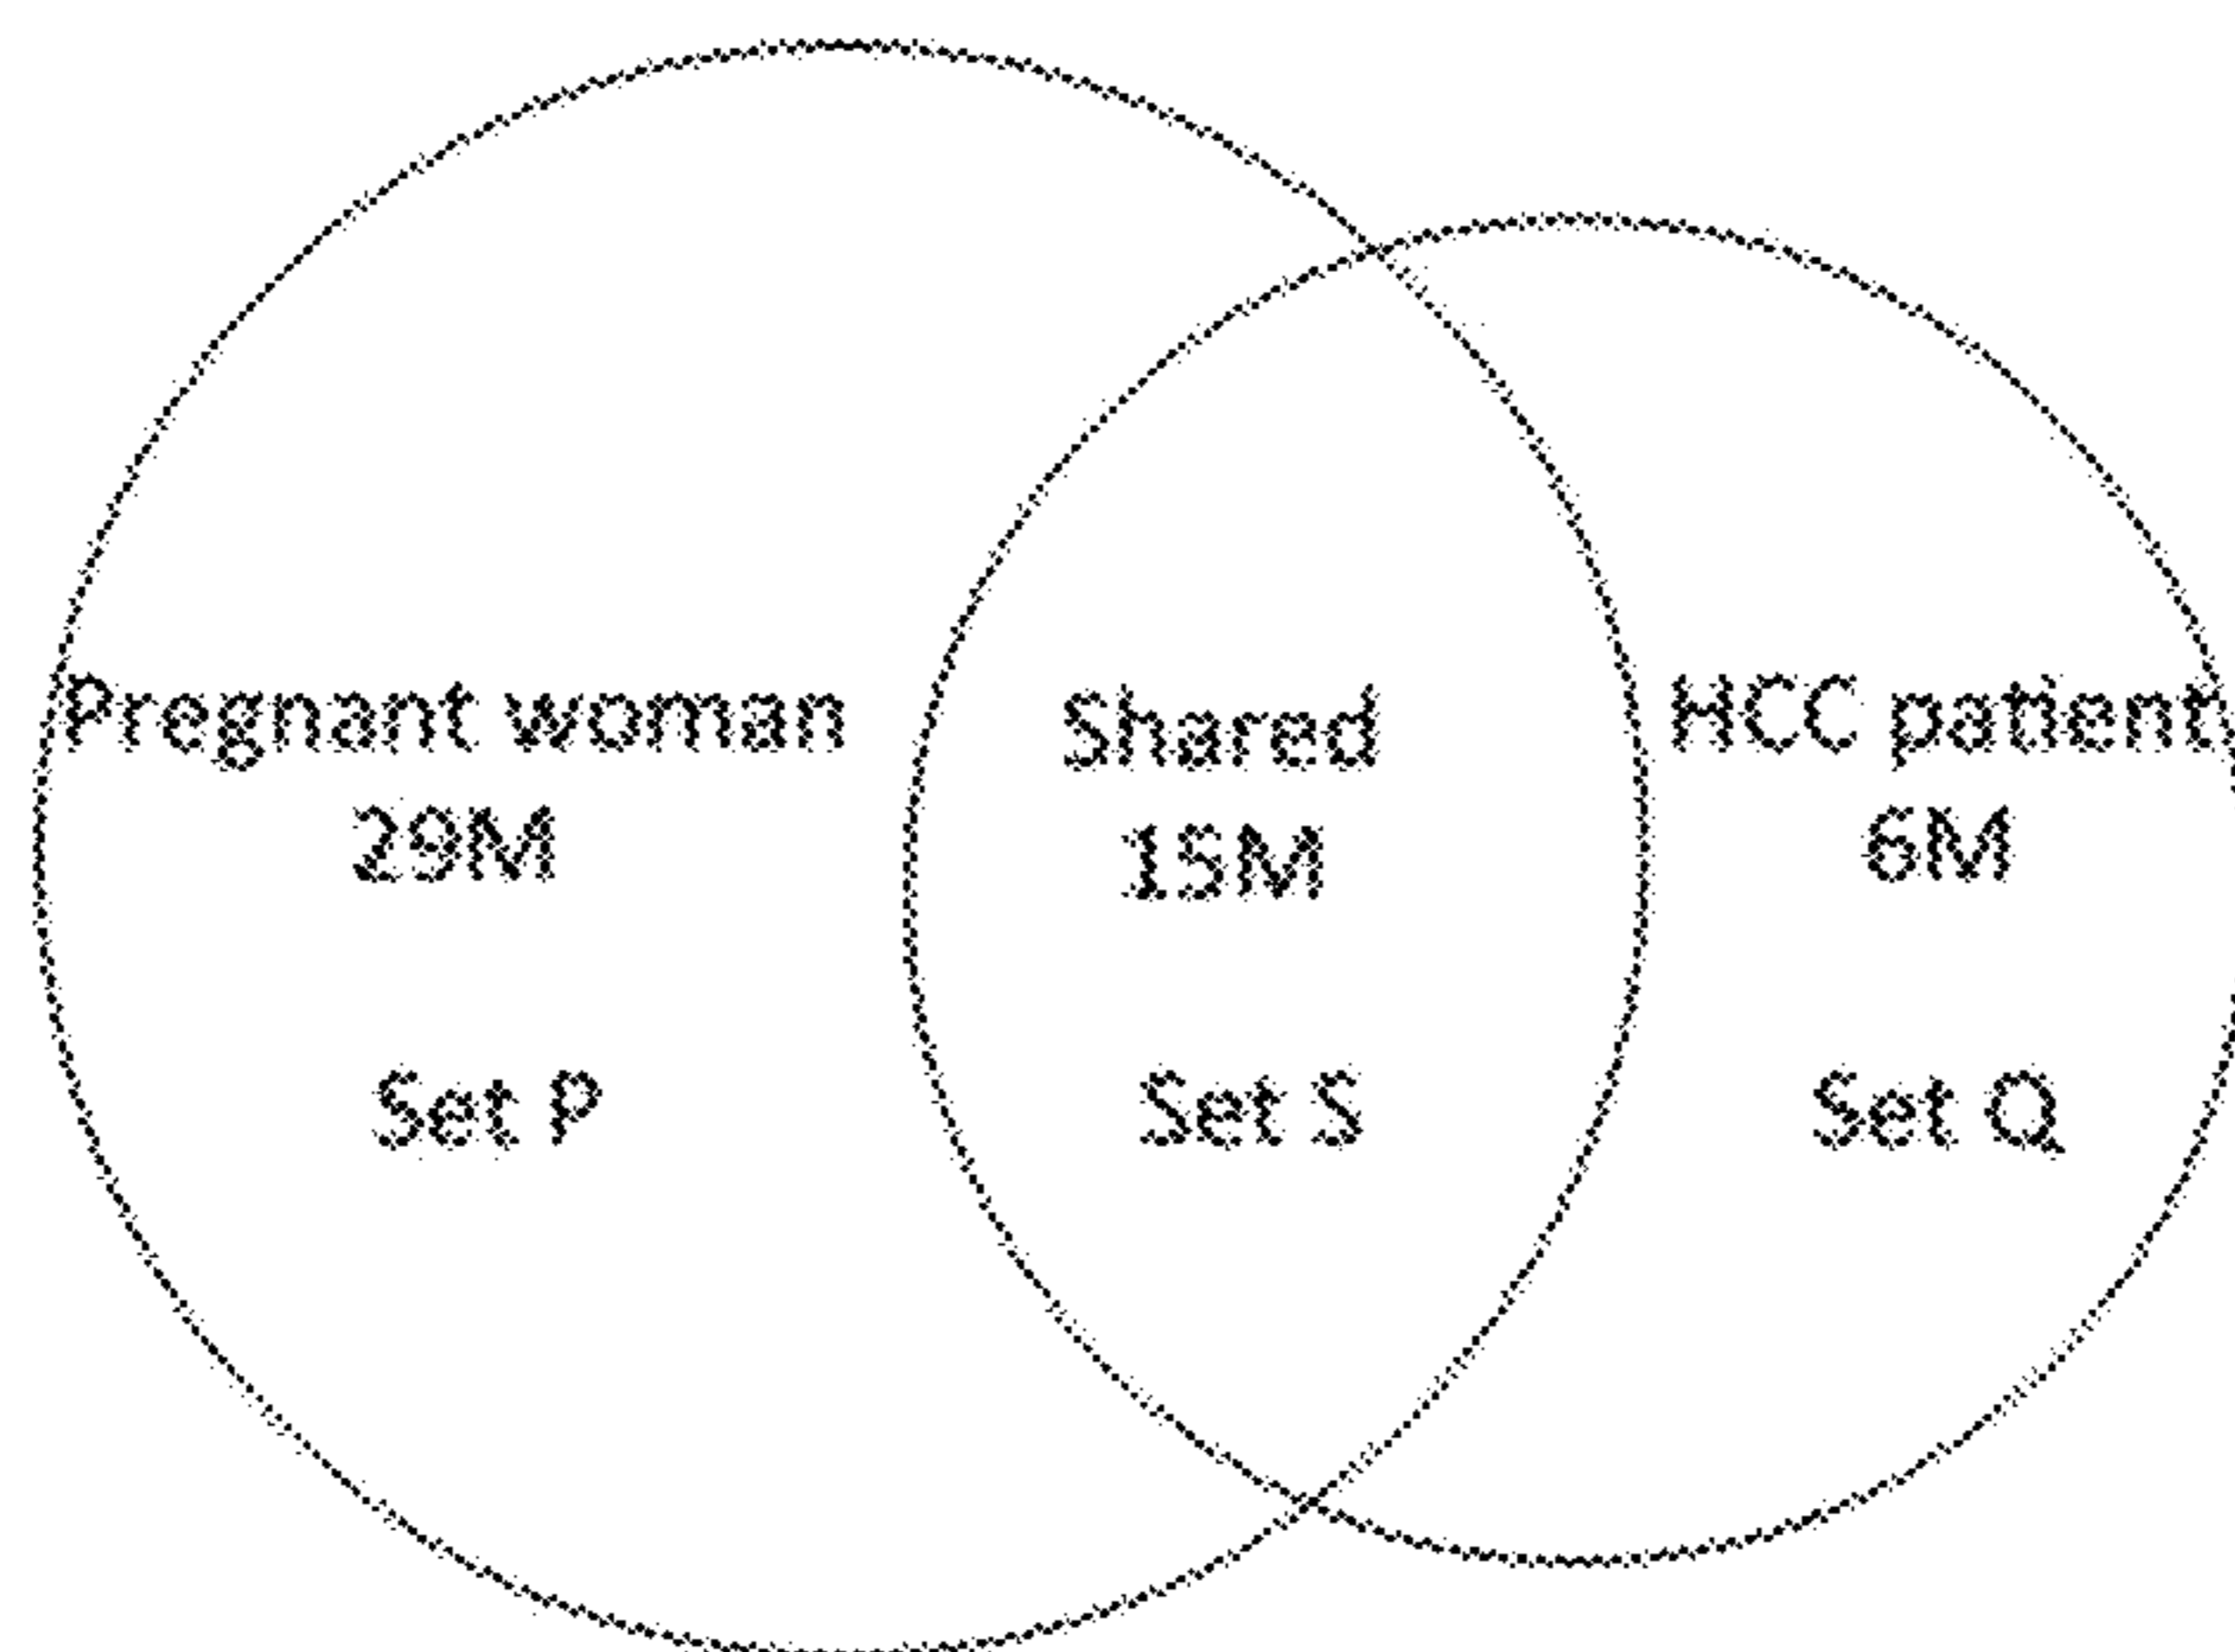 Pregnant woman
29M
Set P
Shared
15M
Set S
HCC patient
6M
Set Q